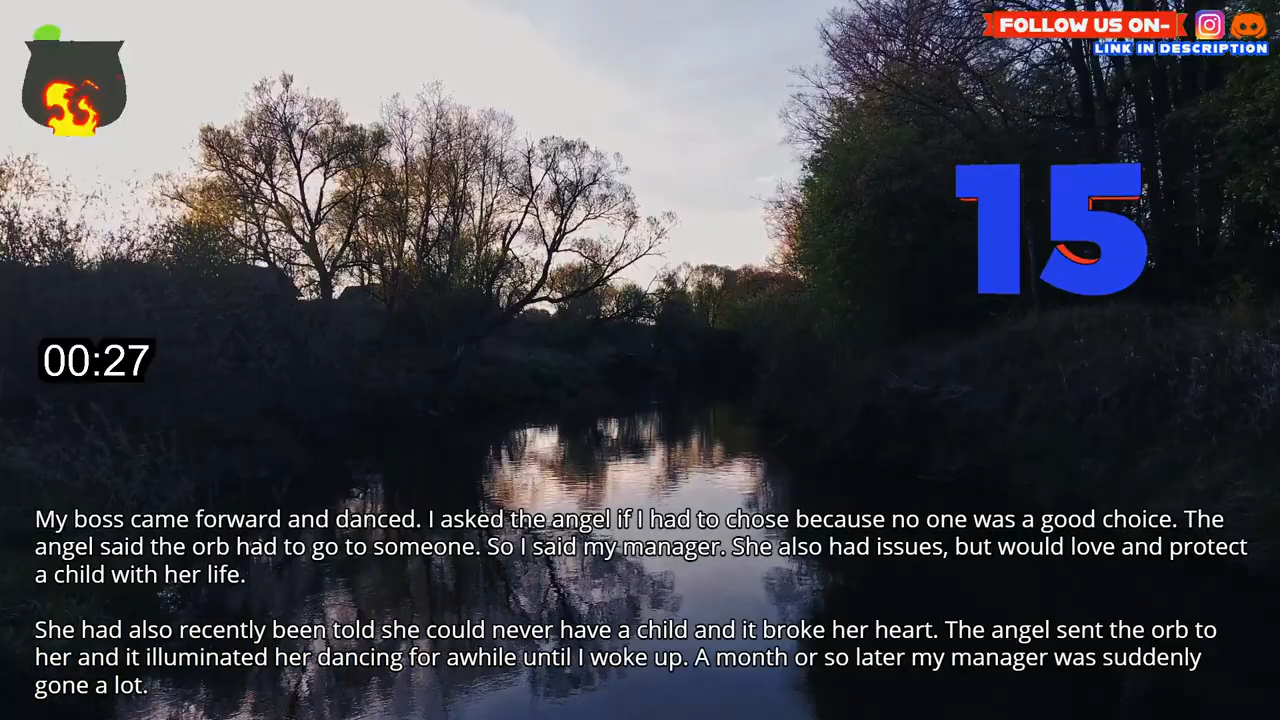 FOLLOW US ON-
LINK IN DESCRIPTION
15
00:27
My boss came forward and danced. I asked the angel if I had to chose because no one was a good choice. The
angel said the orb had to go to someone. So I said my manager. She also had issues, but would love and protect
a child with her life.
She had also recently been told she could never have a child and it broke her heart. The angel sent the orb to
her and it illuminated her dancing for awhile until I woke up. A month or so later my manager was suddenly
gone a lot.